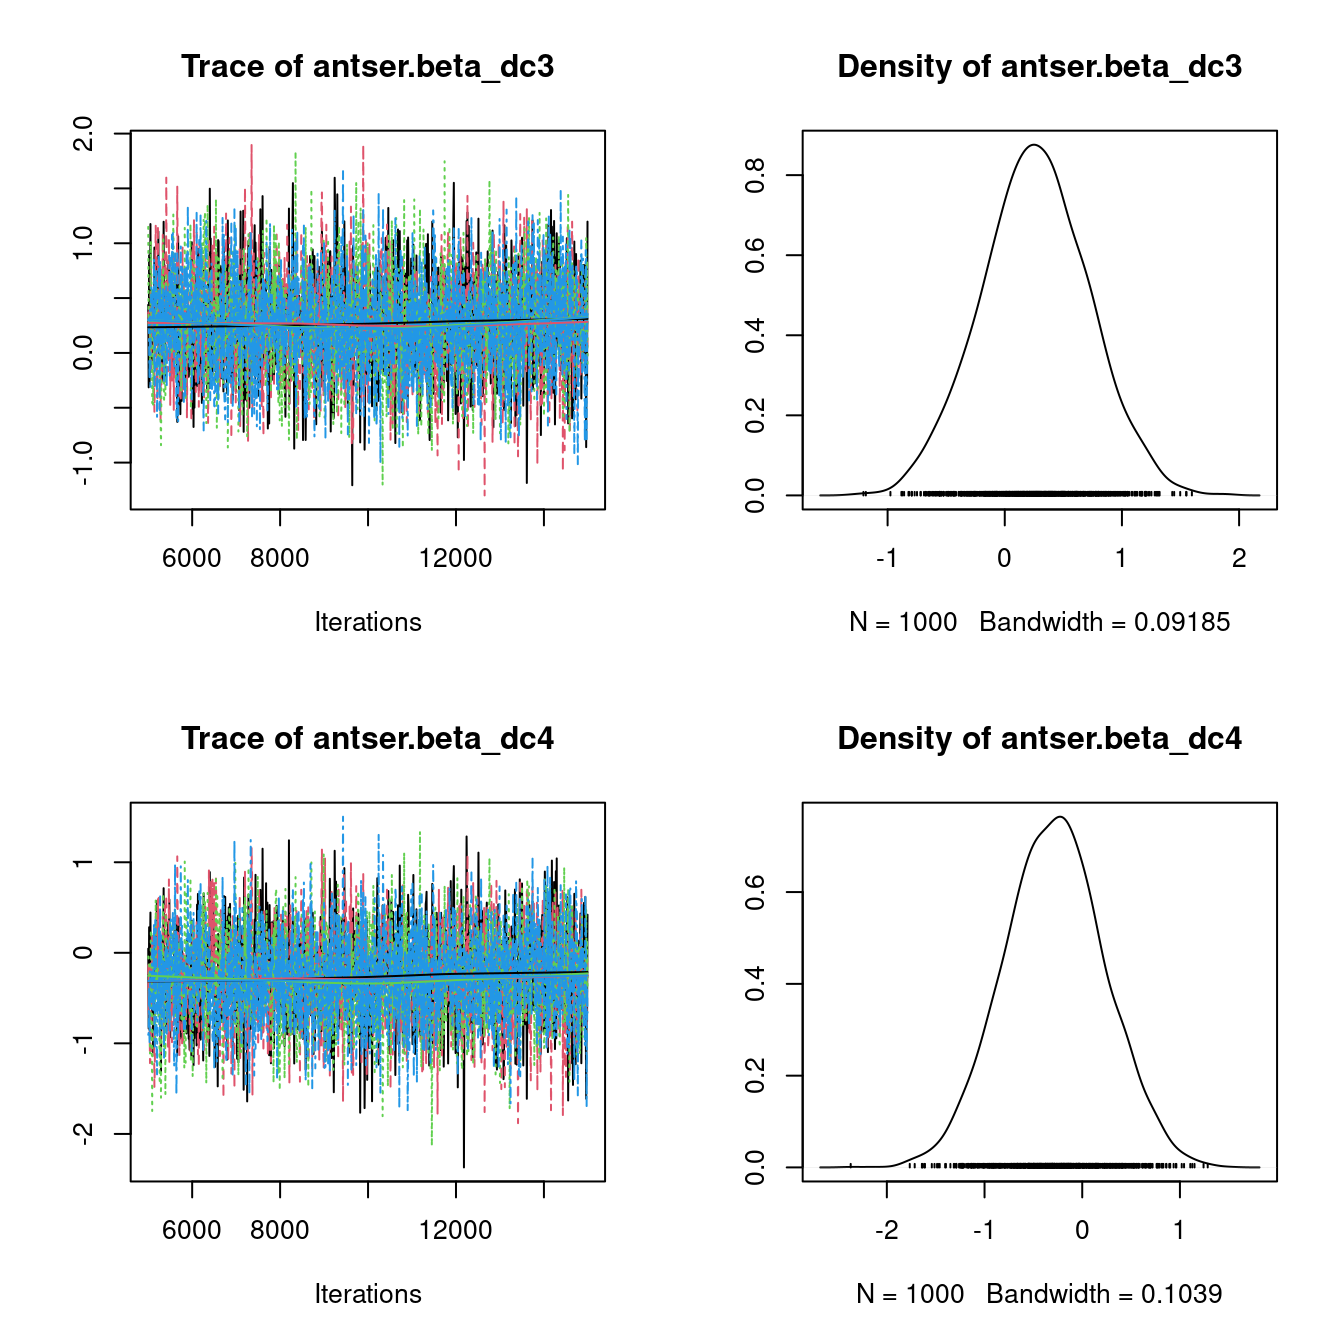 Trace of antser.beta_dc3
2.0
1.0
0.0
-1.0
6000 8000 12000
Iterations
Density of antser.beta_dc3
0.8
0.6
0.4
0.2
0.0
-1 0 1 2
N = 1000 Bandwidth = 0.09185
Trace of antser.beta_dc4
1
0
-1
-2
6000 8000 12000
Iterations
Density of antser.beta_dc4
0.6
0.4
0.2
0.0
-2 -1 0 1
N = 1000 Bandwidth = 0.1039